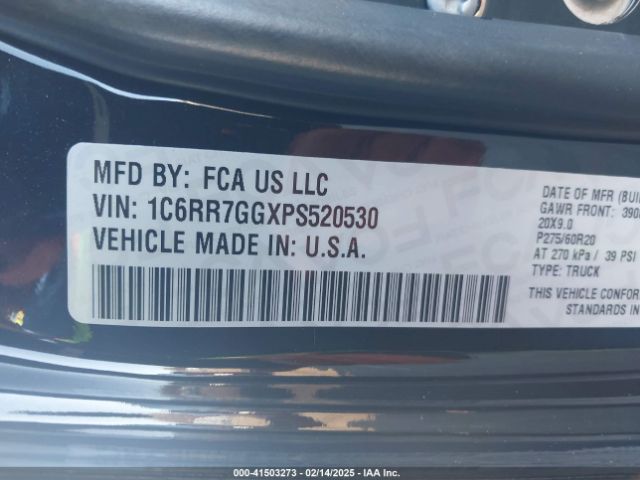 MFD BY: FCA US LLC
VIN: 1C6RR7GGXPS520530
VEHICLE MADE IN: U.S.A.
DATE OF MFR (BUI
GAWR FRONT: 390
20X9.0
P275/60R20
AT 270 kPa / 39 PSI
TYPE: TRUCK
THIS VEHICLE CONFOR
STANDARDS IN
000-41503273 - 02/14/2025 - IAA Inc.